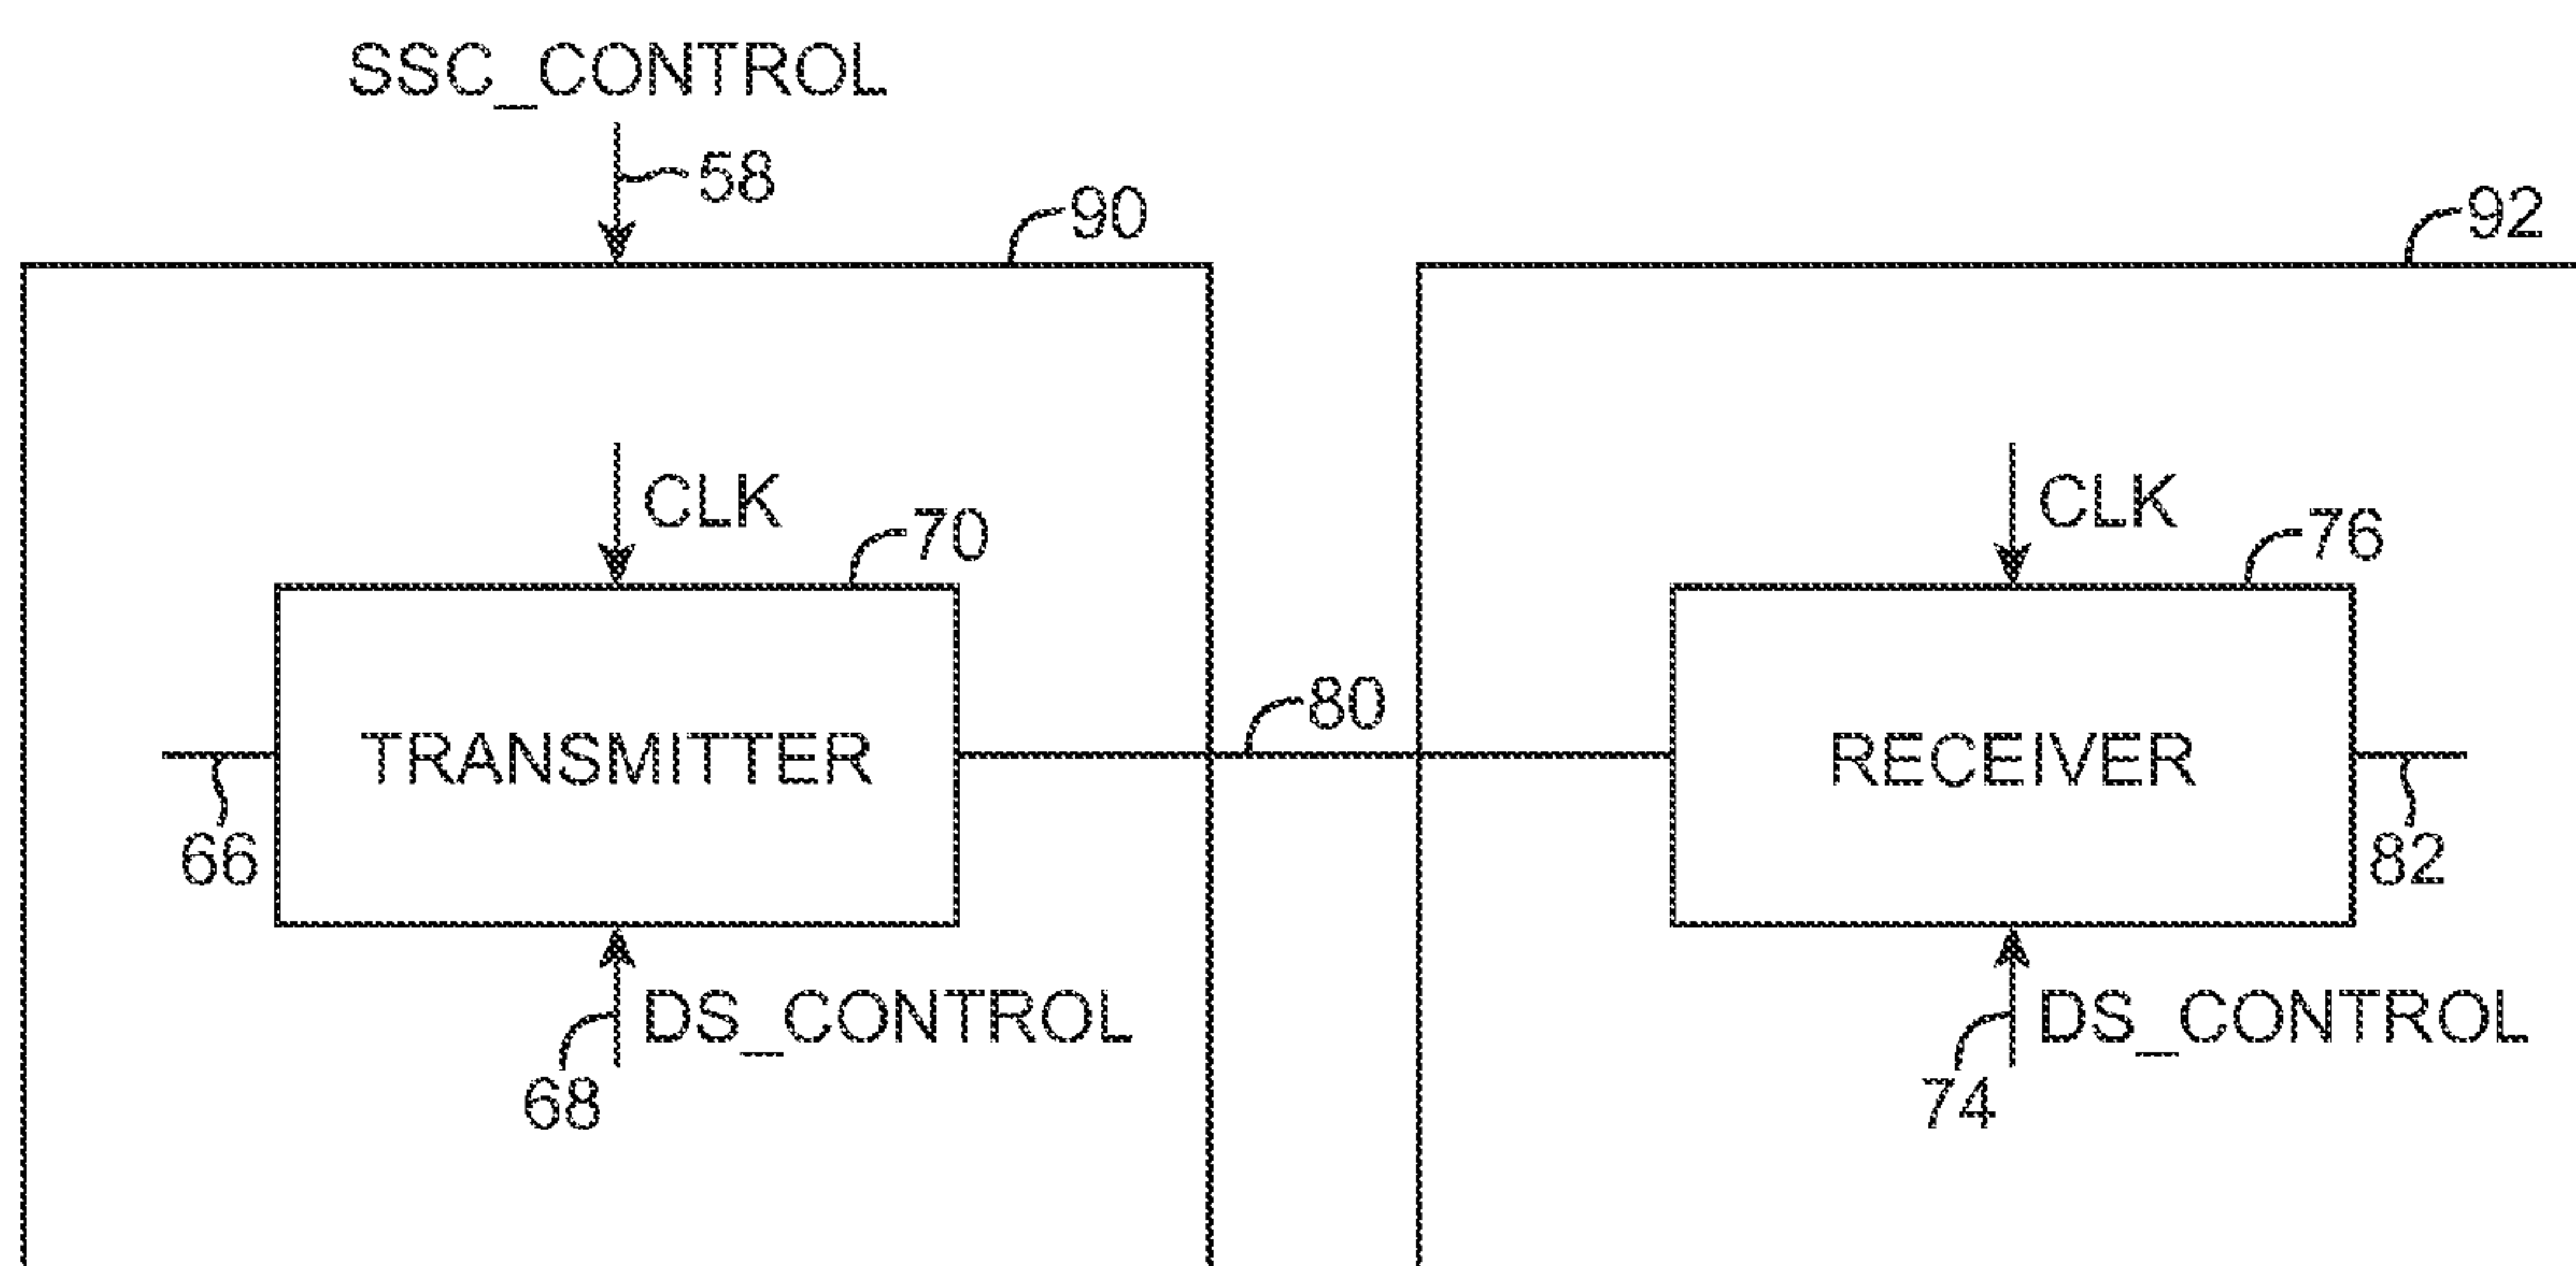 SSC_CONTROL
58
90
92
CLK
70
CLK
76
80
TRANSMITTER
RECEIVER
66
82
DS_CONTROL
DS_CONTROL
68
74